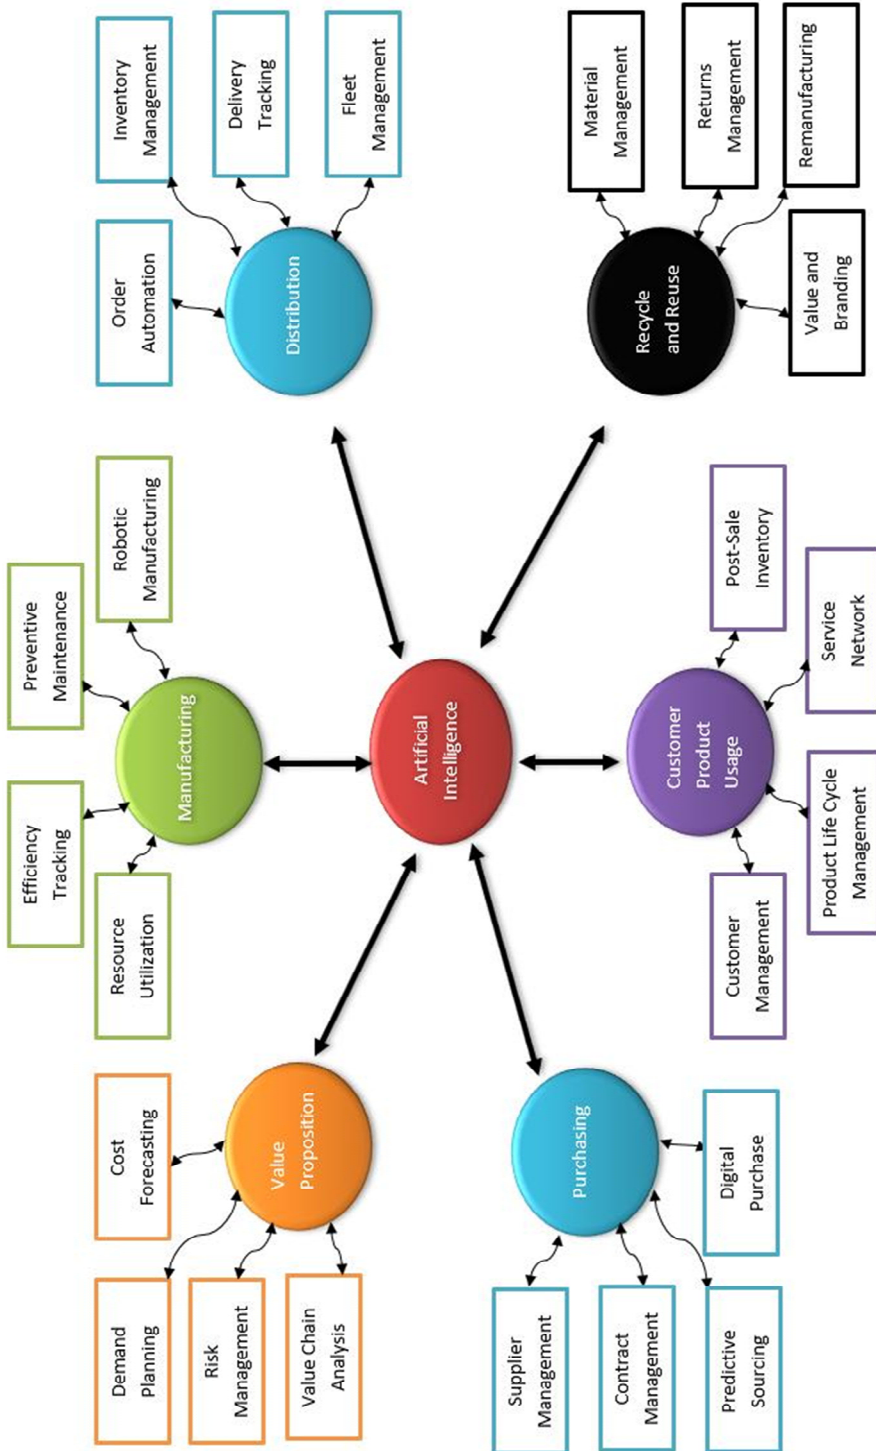 Preventive
Maintenance
Efficiency
Tracking
Robotic
Manufacturing
Resource
Utilization
Manufacturing
Inventory
Management
Order
Automation
Delivery
Tracking
Fleet
Management
Distribution
Cost
Forecasting
Demand
Planning
Risk
Management
Value Chain
Analysis
Value
Proposition
Artificial
Intelligence
Supplier
Management
Contract
Management
Predictive
Sourcing
Digital
Purchase
Purchasing
Customer
Product
Usage
Customer
Management
Product Life Cycle
Management
Service
Network
Post-Sale
Inventory
Recycle
and Reuse
Material
Management
Returns
Management
Remanufacturing
Value and
Branding